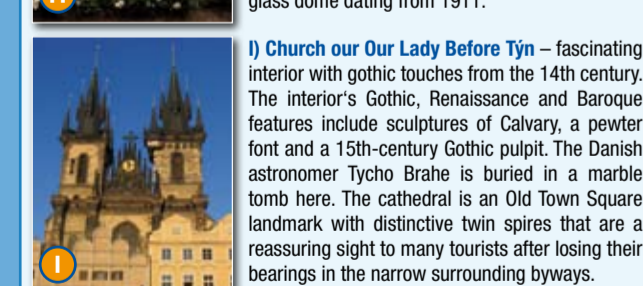 H
glass dome dating from 1911.
I) Church our Our Lady Before Týn – fascinating
interior with gothic touches from the 14th century.
The interior‘s Gothic, Renaissance and Baroque
features include sculptures of Calvary, a pewter
font and a 15th-century Gothic pulpit. The Danish
astronomer Tycho Brahe is buried in a marble
tomb here. The cathedral is an Old Town Square
landmark with distinctive twin spires that are a
reassuring sight to many tourists after losing their
bearings in the narrow surrounding byways.
I